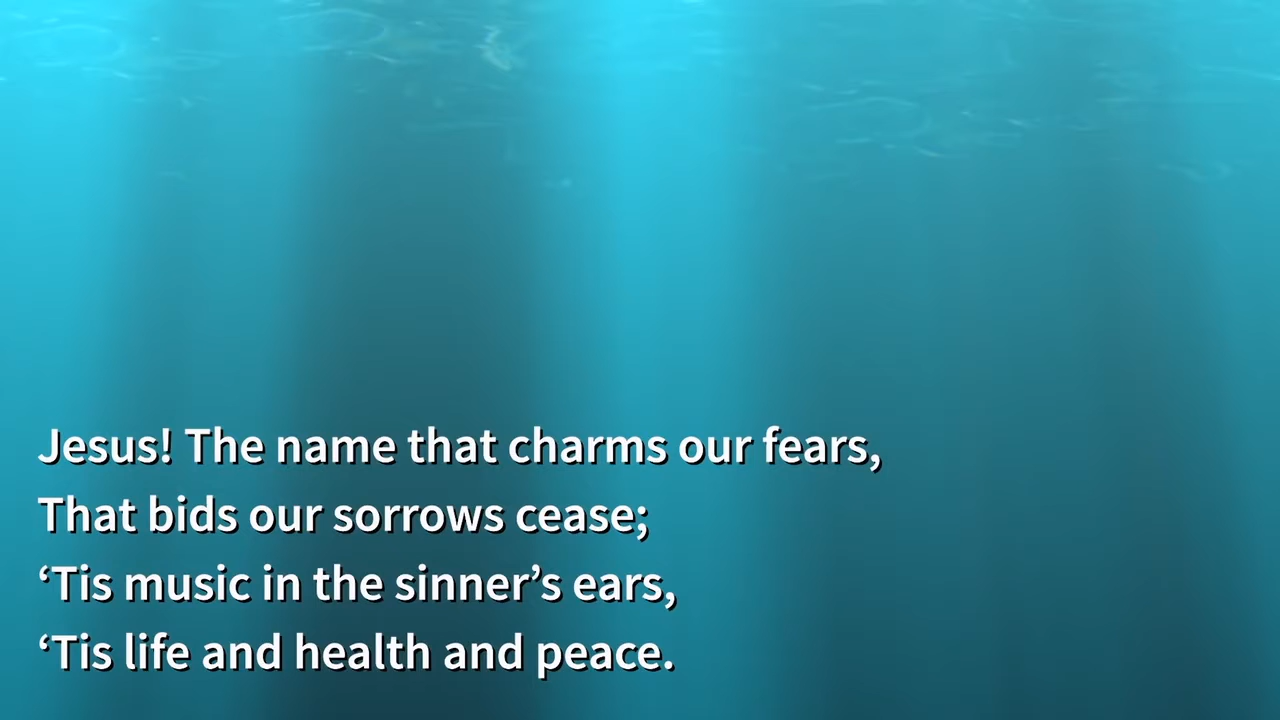 Jesus! The name that charms our fears,
That bids our sorrows cease;
‘Tis music in the sinner’s ears,
‘Tis life and health and peace.